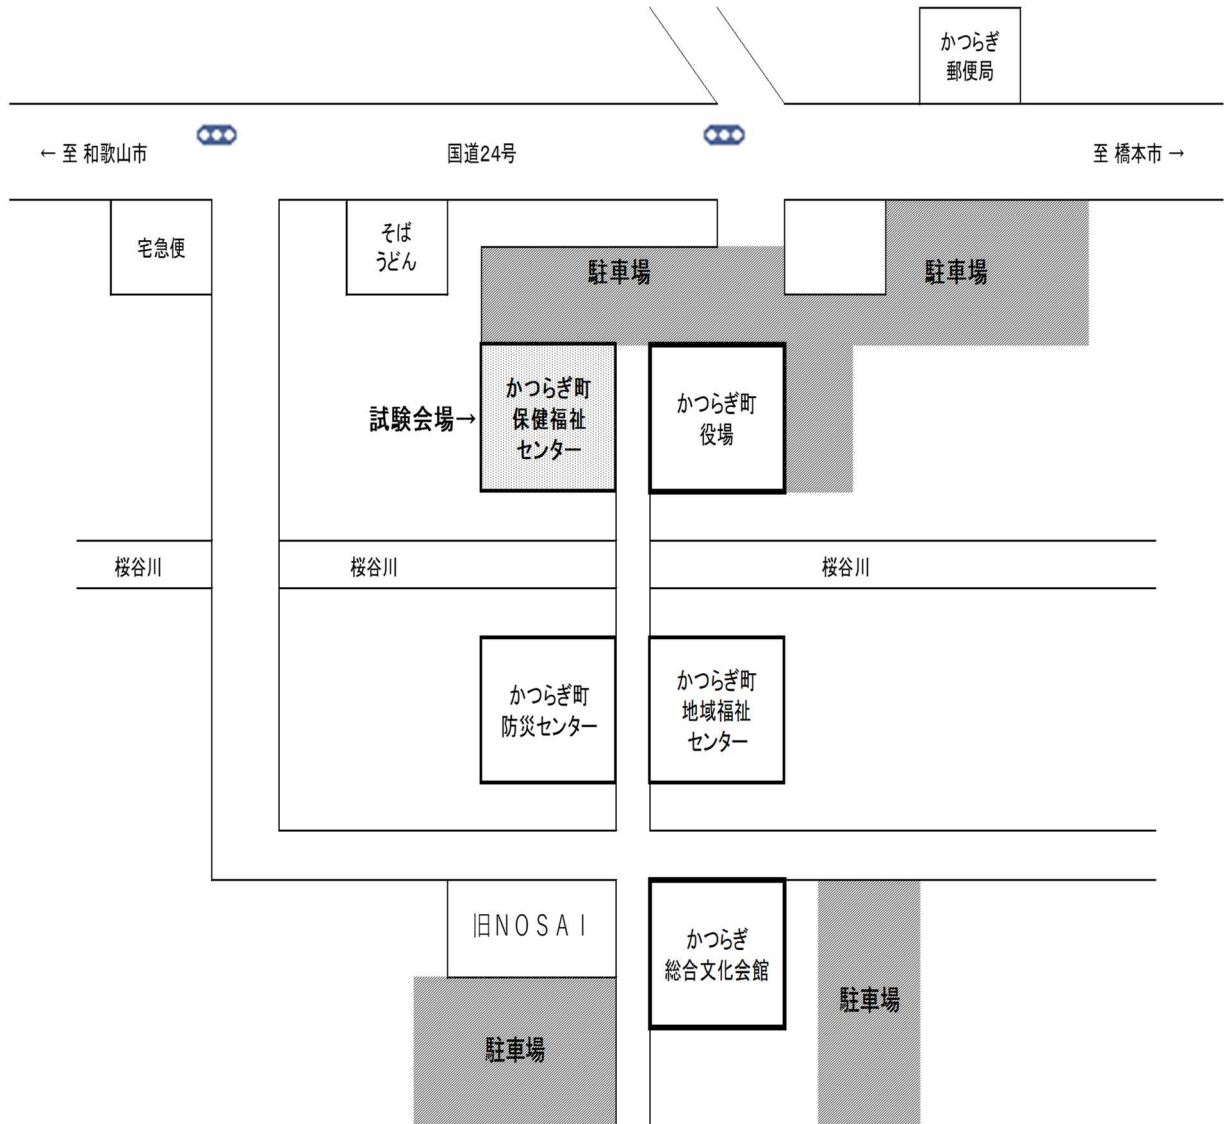 かつらぎ
郵便局
← 至 和歌山市
国道24号
至 橋本市 →
宅急便
そば
うどん
駐車場
駐車場
試験会場→
かつらぎ町
保健福祉
センター
かつらぎ町
役場
桜谷川
桜谷川
桜谷川
かつらぎ町
防災センター
かつらぎ町
地域福祉
センター
旧ＮＯＳＡＩ
かつらぎ
総合文化会館
駐車場
駐車場